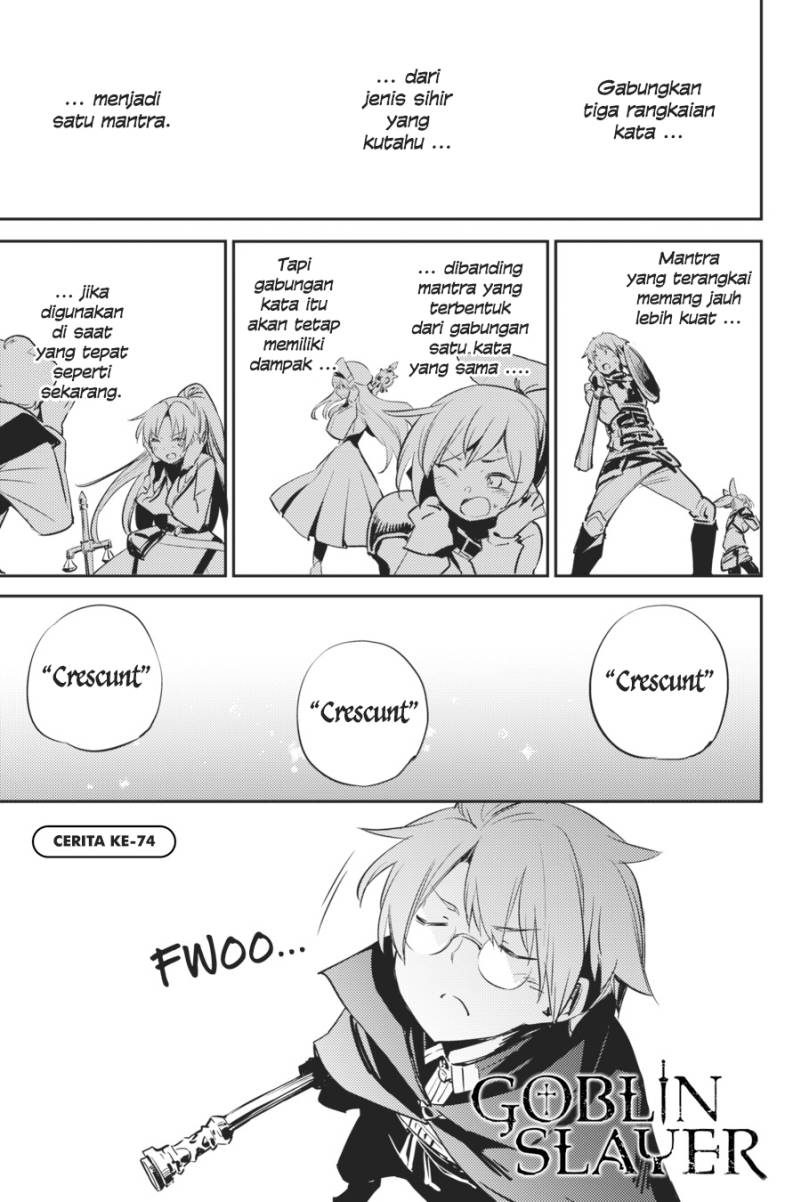 Gabungkan
tiga rangkaian
kata ...
... dari
jenis sihir
yang
kutahu ...
... menjadi
satu mantra.
Mantra
yang terangkai
memang jauh
lebih kuat ...
... dibanding
mantra yang
terbentuk
dari gabungan
satu kata
yang sama ....
Tapi
gabungan
kata itu
akan tetap
memiliki
dampak ...
... jika
digunakan
di saat
yang tepat
seperti
sekarang.
"Crescunt"
"Crescunt"
"Crescunt"
CERITA KE-74
FWOO...
GOBLIN
SLAYER